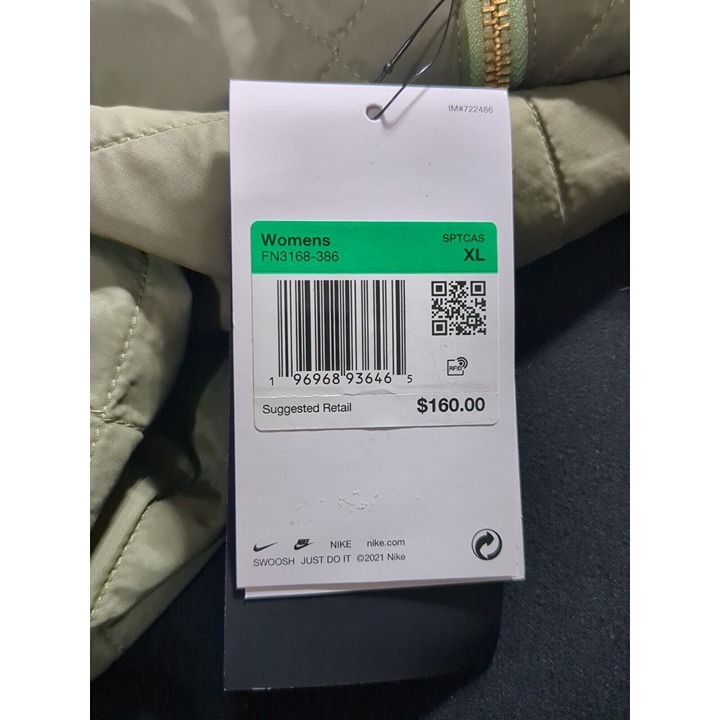 IM#722486
Womens SPTCAS
FN3168-386 XL
RFID
1 96968 93646 5
Suggested Retail $160.00
NIKE nike.com
SWOOSH JUST DO IT ©2021 Nike